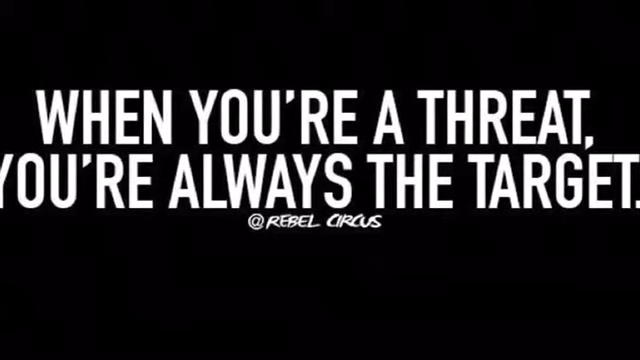 WHEN YOU'RE A THREAT,
YOU'RE ALWAYS THE TARGET.
@REBEL CIRCUS